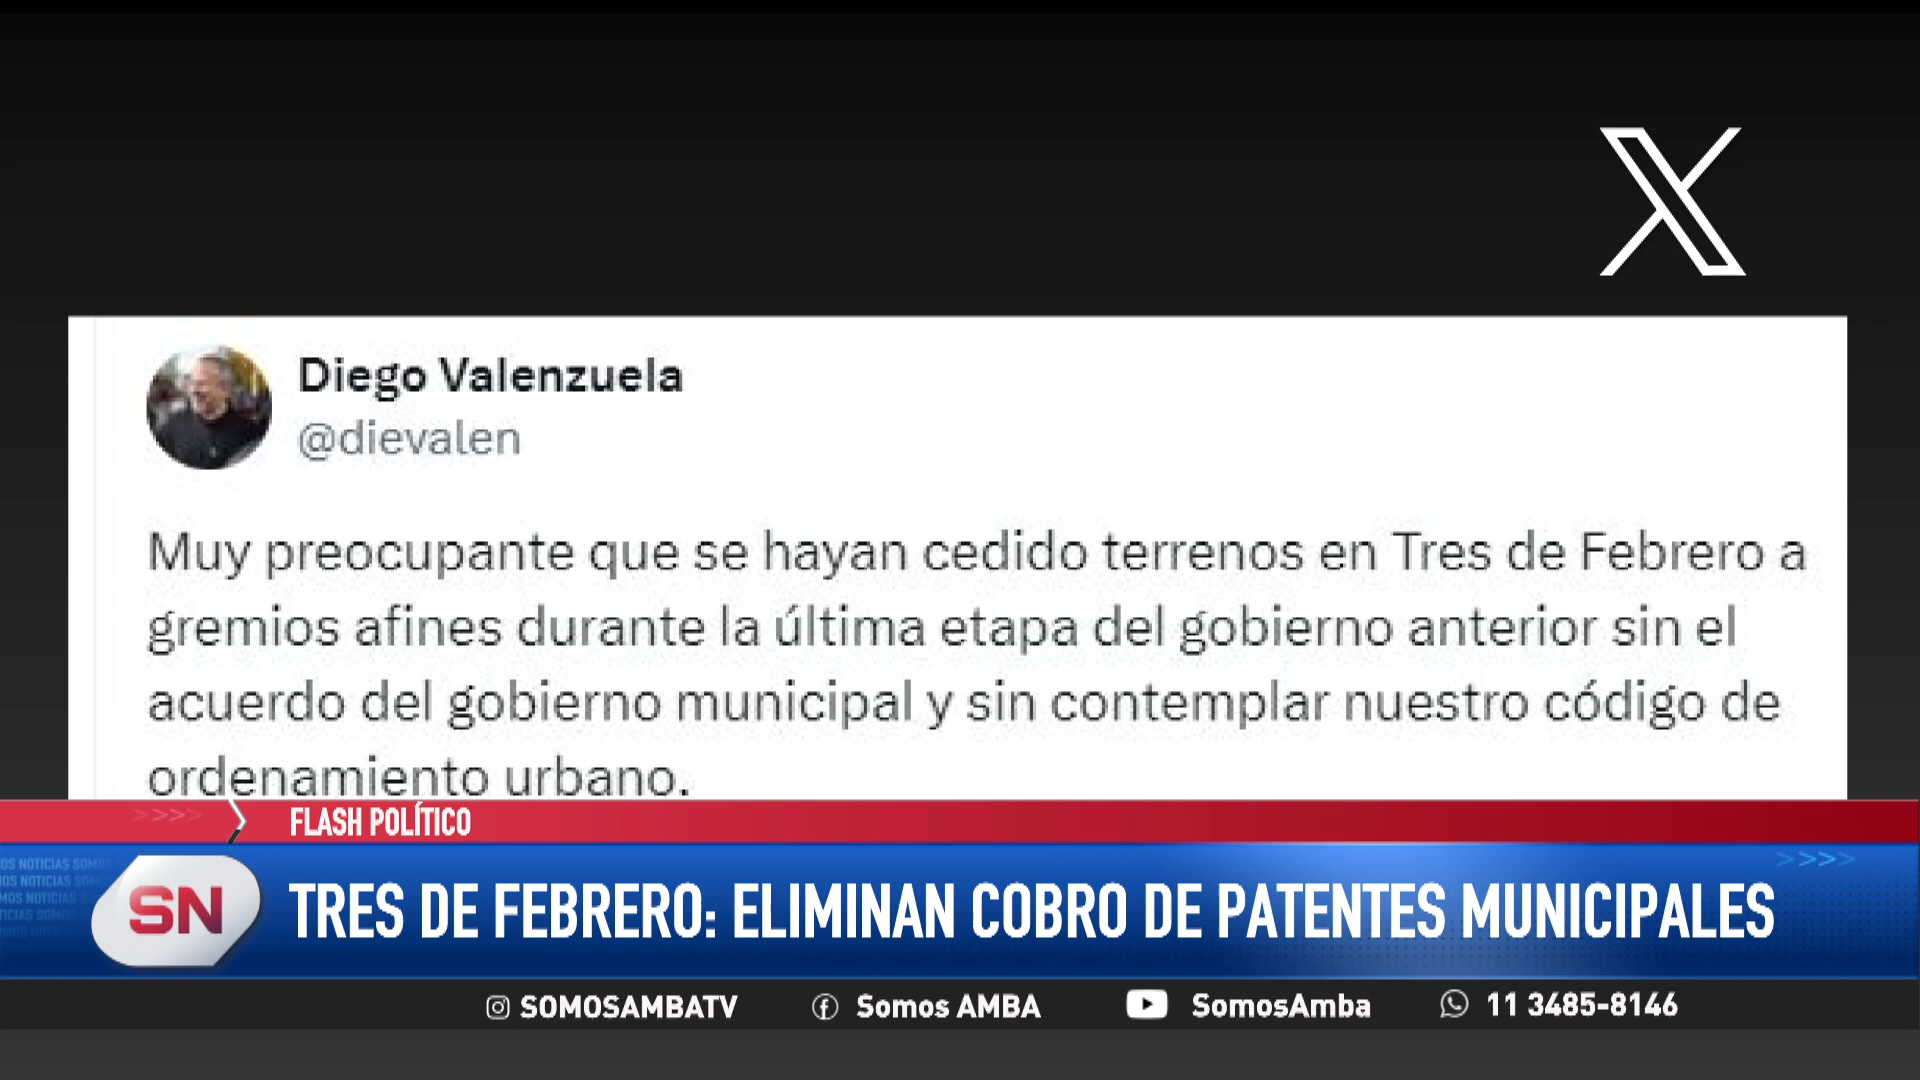 Diego Valenzuela
@dievalen
Muy preocupante que se hayan cedido terrenos en Tres de Febrero a
gremios afines durante la última etapa del gobierno anterior sin el
acuerdo del gobierno municipal y sin contemplar nuestro código de
ordenamiento urbano.
FLASH POLÍTICO
SN
TRES DE FEBRERO: ELIMINAN COBRO DE PATENTES MUNICIPALES
SOMOSAMBATV Somos AMBA SomosAmba 11 3485-8146